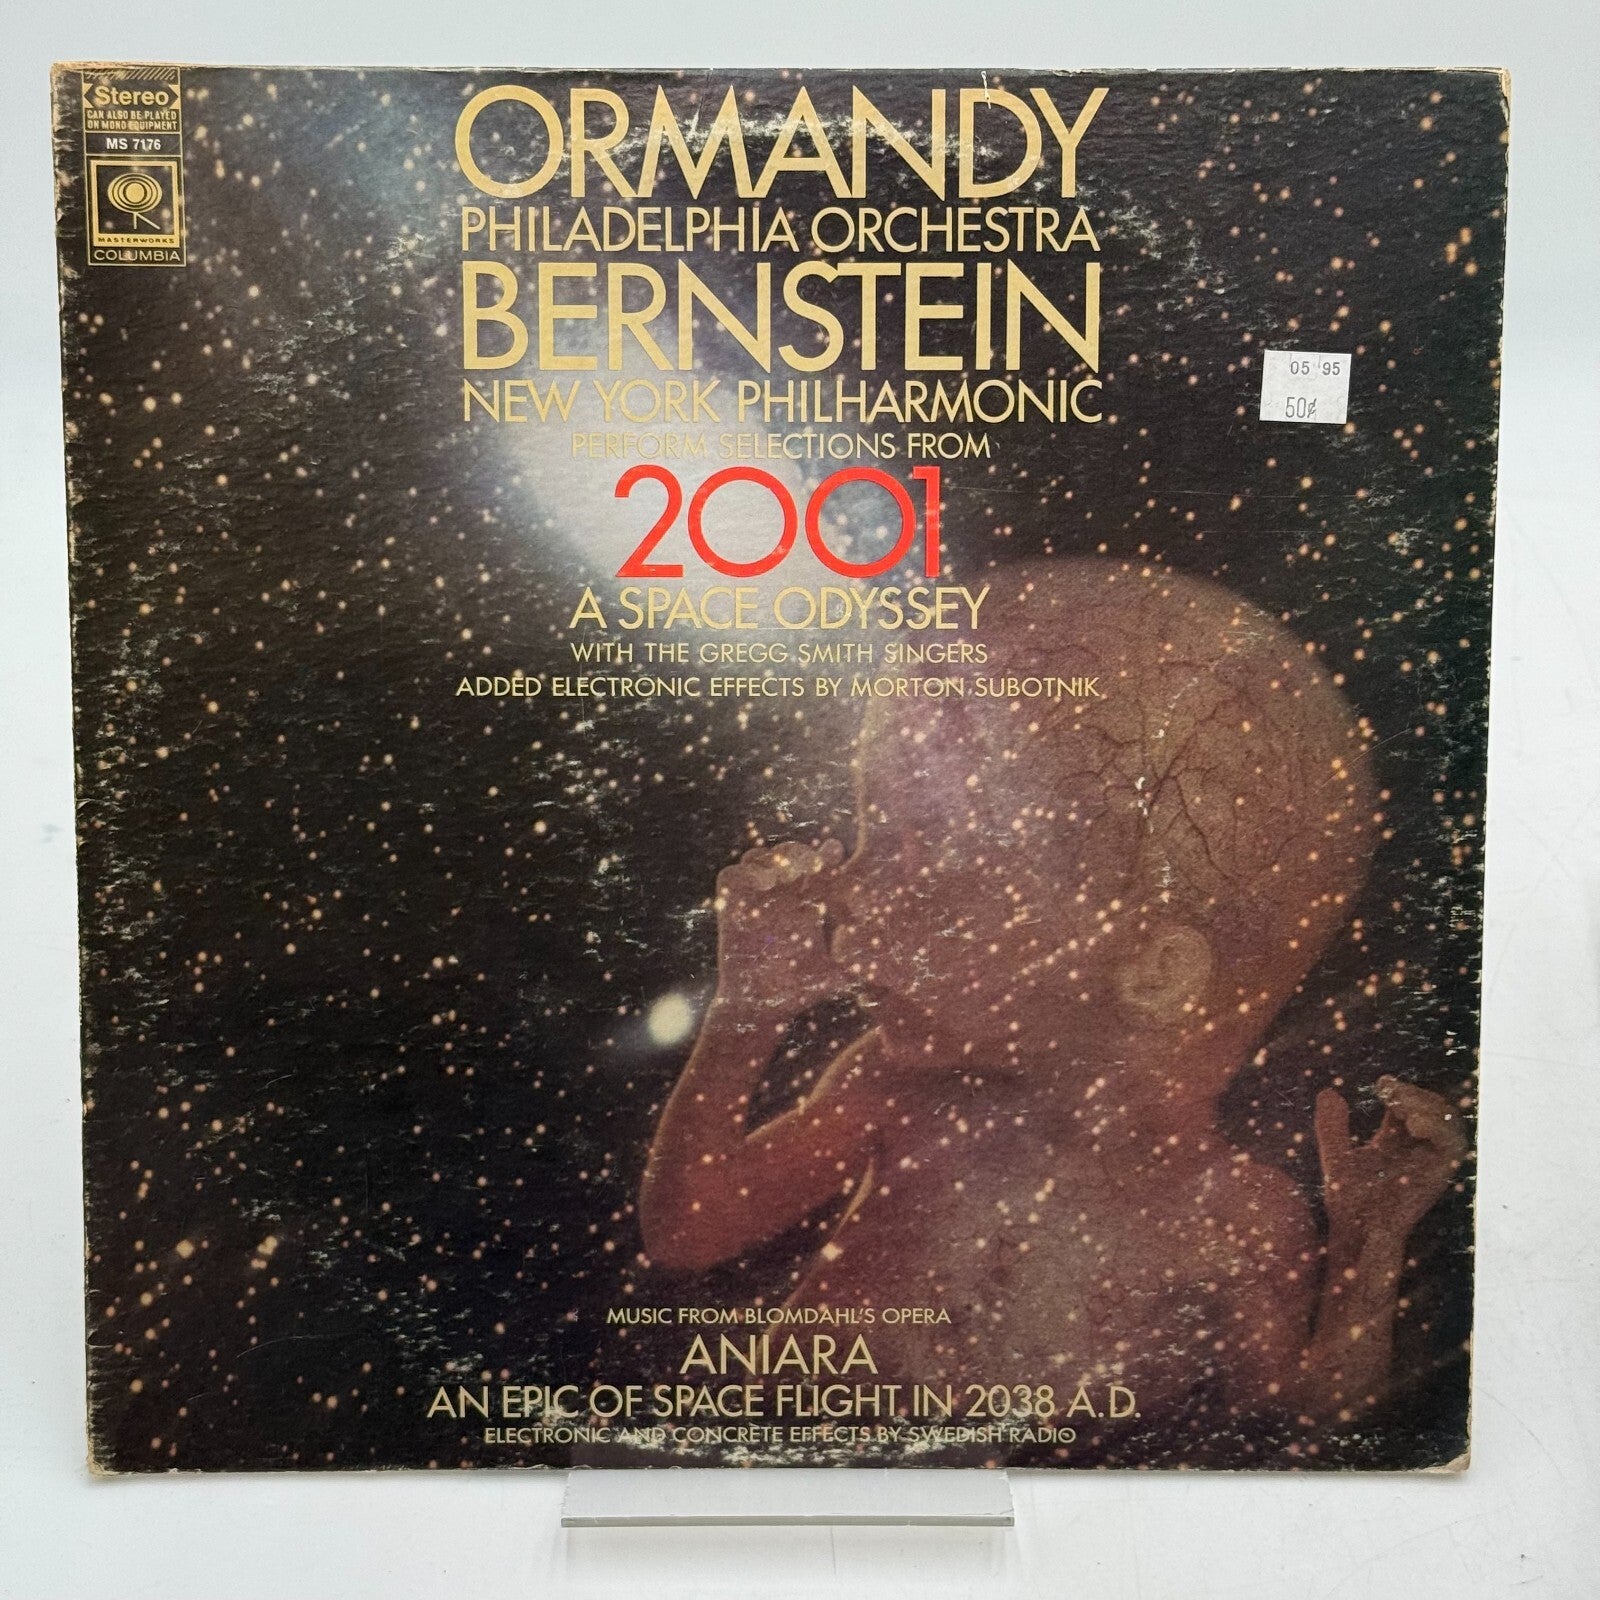 Stereo
CAN ALSO BE PLAYED
ON MONO EQUIPMENT
MS 7176
MASTERWORKS
COLUMBIA
ORMANDY
PHILADELPHIA ORCHESTRA
BERNSTEIN
NEW YORK PHILHARMONIC
PERFORM SELECTIONS FROM
2001
A SPACE ODYSSEY
WITH THE GREGG SMITH SINGERS
ADDED ELECTRONIC EFFECTS BY MORTON SUBOTNIK
05 95
50¢
MUSIC FROM BLOMDAHL'S OPERA
ANIARA
AN EPIC OF SPACE FLIGHT IN 2038 A.D.
ELECTRONIC AND CONCRETE EFFECTS BY SWEDISH RADIO